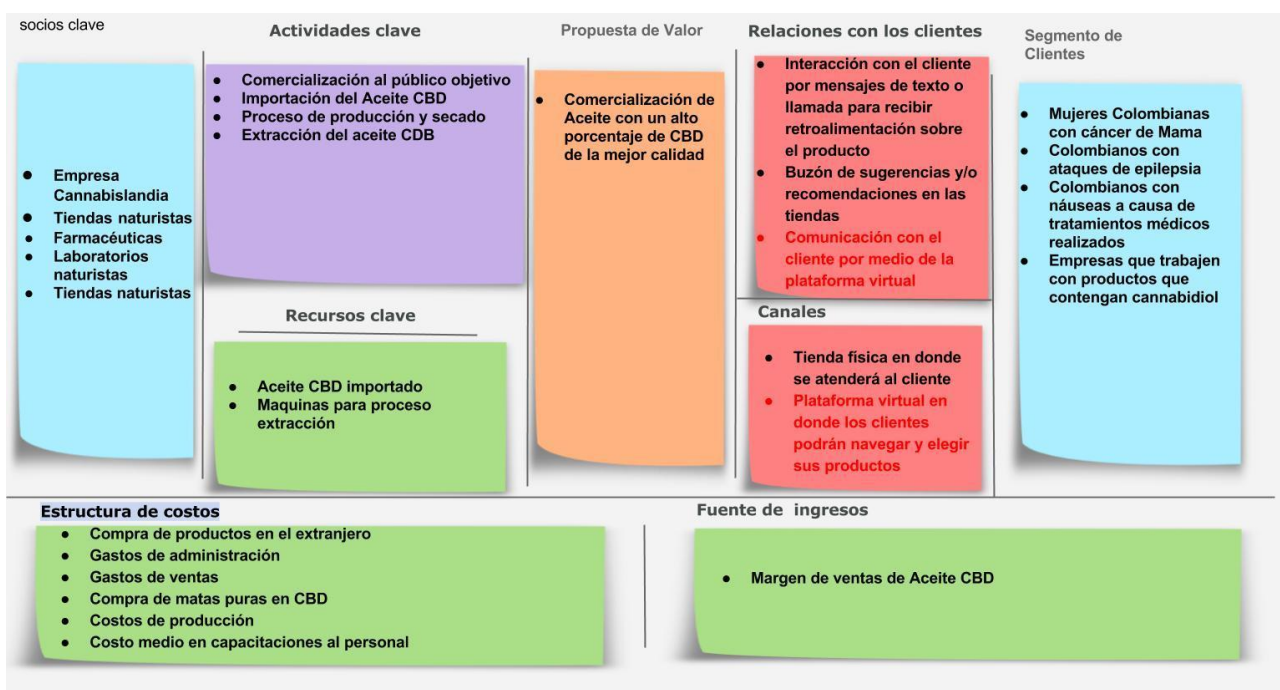 socios clave
● Empresa
Cannabislandia
● Tiendas naturistas
● Farmacéuticas
● Laboratorios
naturistas
● Tiendas naturistas
Actividades clave
● Comercialización al público objetivo
● Importación del Aceite CBD
● Proceso de producción y secado
● Extracción del aceite CDB
Recursos clave
● Aceite CBD importado
● Maquinas para proceso
extracción
Propuesta de Valor
● Comercialización de
Aceite con un alto
porcentaje de CBD
de la mejor calidad
Relaciones con los clientes
● Interacción con el cliente
por mensajes de texto o
llamada para recibir
retroalimentación sobre
el producto
● Buzón de sugerencias y/o
recomendaciones en las
tiendas
● Comunicación con el
cliente por medio de la
plataforma virtual
Canales
● Tienda física en donde
se atenderá al cliente
● Plataforma virtual en
donde los clientes
podrán navegar y elegir
sus productos
Segmento de
Clientes
● Mujeres Colombianas
con cáncer de Mama
● Colombianos con
ataques de epilepsia
● Colombianos con
náuseas a causa de
tratamientos médicos
realizados
● Empresas que trabajen
con productos que
contengan cannabidiol
Estructura de costos
● Compra de productos en el extranjero
● Gastos de administración
● Gastos de ventas
● Compra de matas puras en CBD
● Costos de producción
● Costo medio en capacitaciones al personal
Fuente de ingresos
● Margen de ventas de Aceite CBD